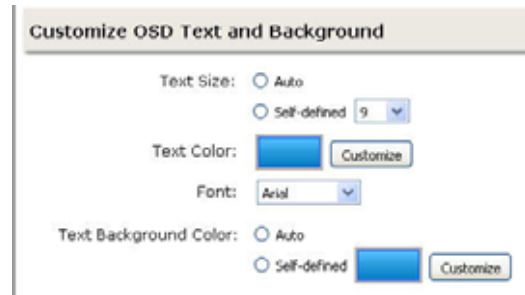 Customize OSD Text and Background
Text Size: Auto
Self-defined 9
Text Color: Customize
Font: Arial
Text Background Color: Auto
Self-defined Customize